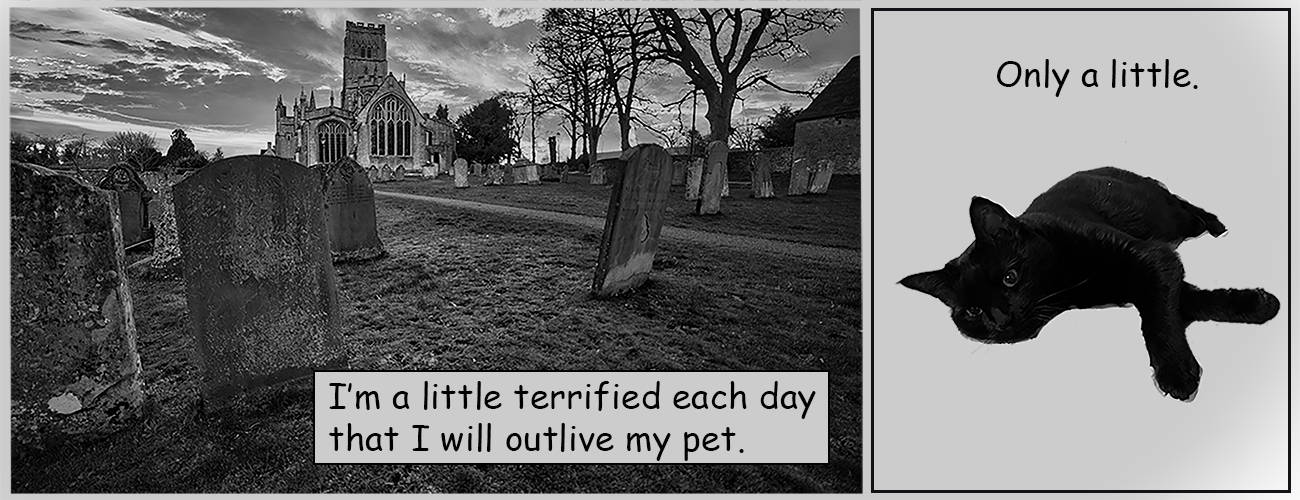 I'm a little terrified each day
that I will outlive my pet.
Only a little.